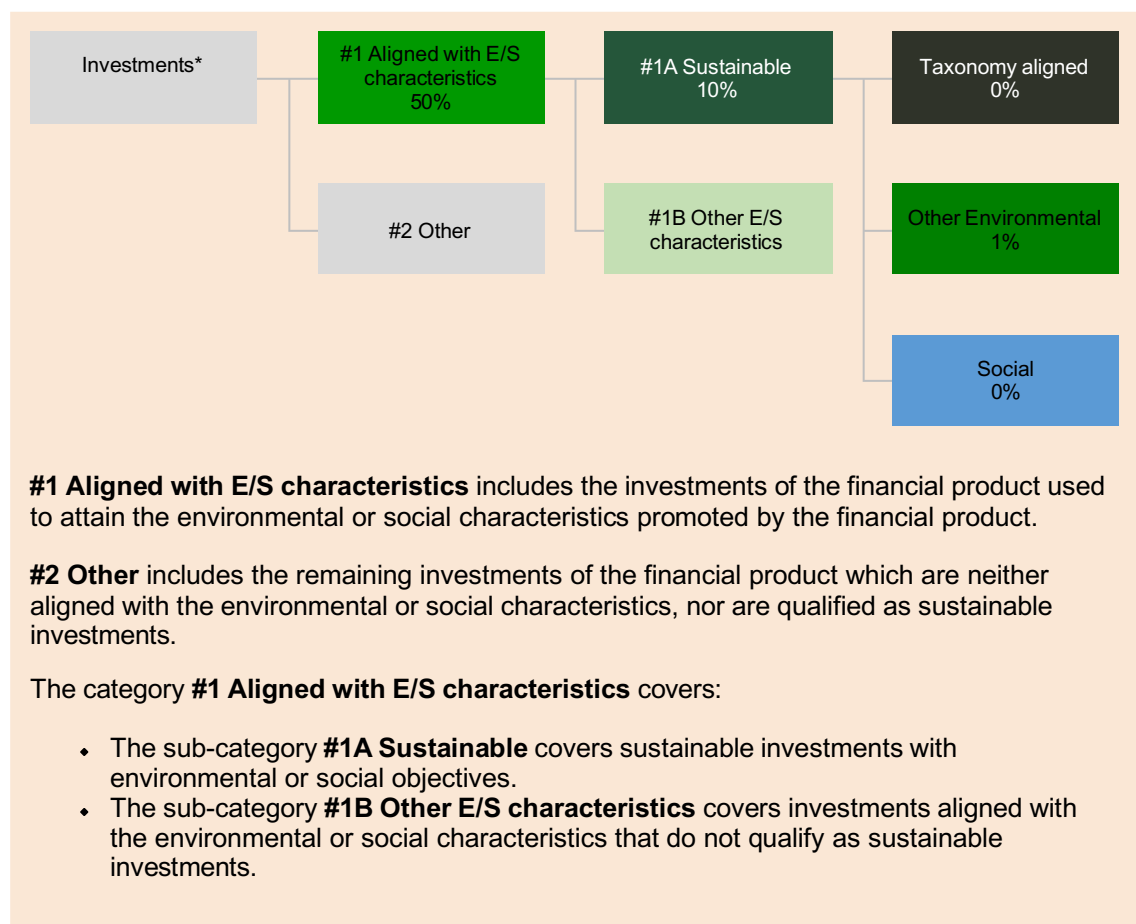 Investments*
#1 Aligned with E/S
characteristics
50%
#1A Sustainable
10%
Taxonomy aligned
0%
#2 Other
#1B Other E/S
characteristics
Other Environmental
1%
Social
0%
#1 Aligned with E/S characteristics includes the investments of the financial product used
to attain the environmental or social characteristics promoted by the financial product.
#2 Other includes the remaining investments of the financial product which are neither
aligned with the environmental or social characteristics, nor are qualified as sustainable
investments.
The category #1 Aligned with E/S characteristics covers:
• The sub-category #1A Sustainable covers sustainable investments with
environmental or social objectives.
• The sub-category #1B Other E/S characteristics covers investments aligned with
the environmental or social characteristics that do not qualify as sustainable
investments.